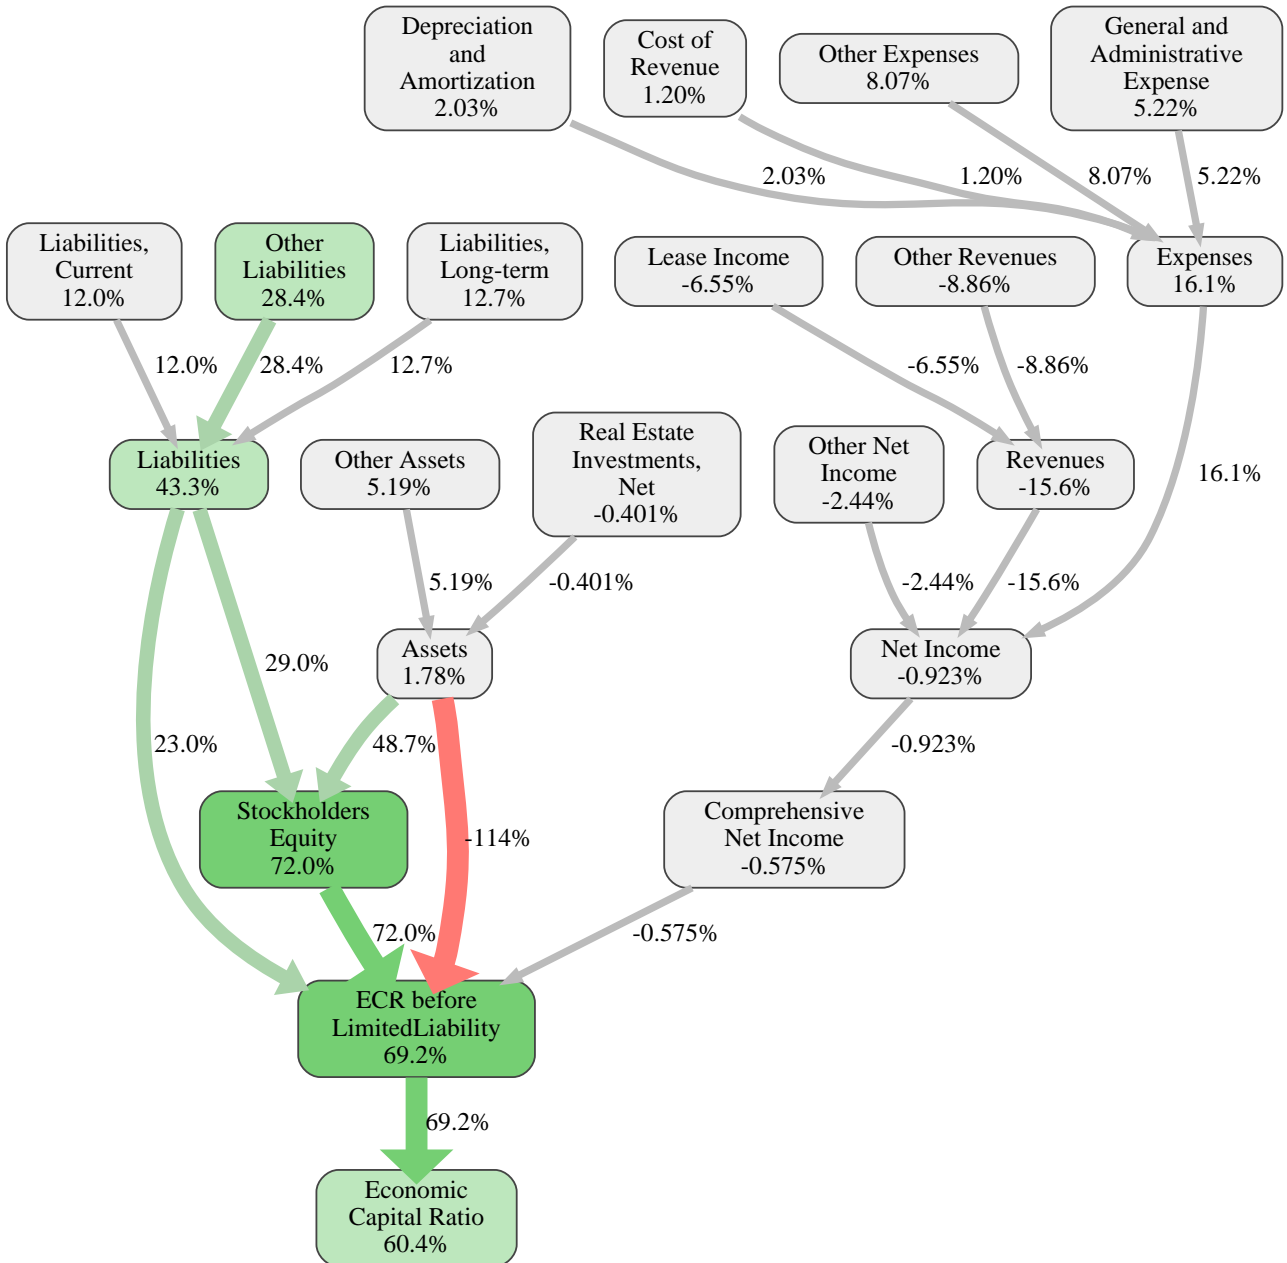 Depreciation
and
Amortization
2.03%
Cost of
Revenue
1.20%
Other Expenses
8.07%
General and
Administrative
Expense
5.22%
2.03%
1.20%
8.07%
5.22%
Liabilities,
Current
12.0%
Other
Liabilities
28.4%
Liabilities,
Long-term
12.7%
Lease Income
-6.55%
Other Revenues
-8.86%
Expenses
16.1%
12.0%
28.4%
12.7%
-6.55%
-8.86%
16.1%
Liabilities
43.3%
Other Assets
5.19%
Real Estate
Investments,
Net
-0.401%
Other Net
Income
-2.44%
Revenues
-15.6%
5.19%
-0.401%
-2.44%
-15.6%
29.0%
Assets
1.78%
Net Income
-0.923%
23.0%
48.7%
-114%
-0.923%
Stockholders
Equity
72.0%
Comprehensive
Net Income
-0.575%
72.0%
-0.575%
ECR before
LimitedLiability
69.2%
69.2%
Economic
Capital Ratio
60.4%